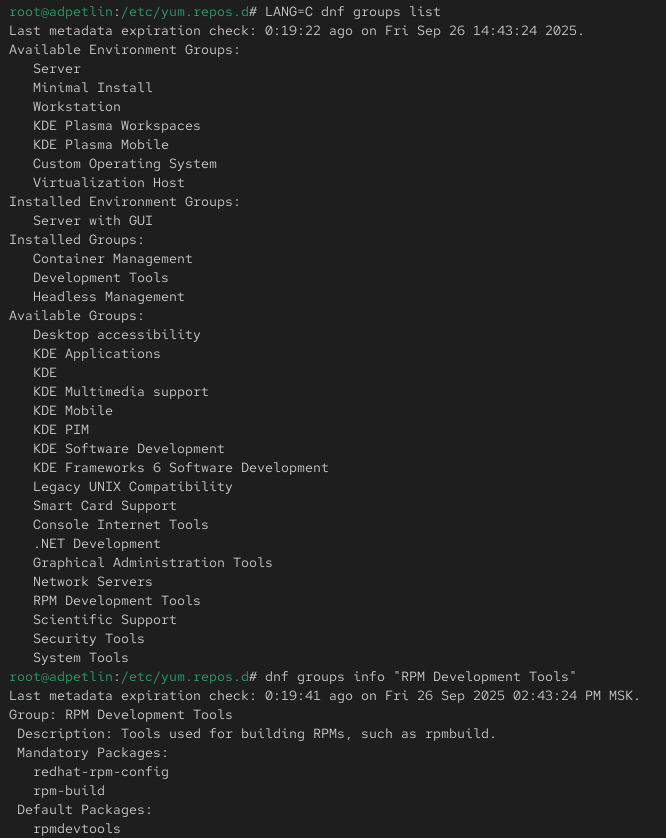 root@adpetlin:/etc/yum.repos.d# LANG=C dnf groups list
Last metadata expiration check: 0:19:22 ago on Fri Sep 26 14:43:24 2025.
Available Environment Groups:
   Server
   Minimal Install
   Workstation
   KDE Plasma Workspaces
   KDE Plasma Mobile
   Custom Operating System
   Virtualization Host
Installed Environment Groups:
   Server with GUI
Installed Groups:
   Container Management
   Development Tools
   Headless Management
Available Groups:
   Desktop accessibility
   KDE Applications
   KDE
   KDE Multimedia support
   KDE Mobile
   KDE PIM
   KDE Software Development
   KDE Frameworks 6 Software Development
   Legacy UNIX Compatibility
   Smart Card Support
   Console Internet Tools
   .NET Development
   Graphical Administration Tools
   Network Servers
   RPM Development Tools
   Scientific Support
   Security Tools
   System Tools
root@adpetlin:/etc/yum.repos.d# dnf groups info "RPM Development Tools"
Last metadata expiration check: 0:19:41 ago on Fri 26 Sep 2025 02:43:24 PM MSK.
Group: RPM Development Tools
 Description: Tools used for building RPMs, such as rpmbuild.
 Mandatory Packages:
   redhat-rpm-config
   rpm-build
 Default Packages:
   rpmdevtools